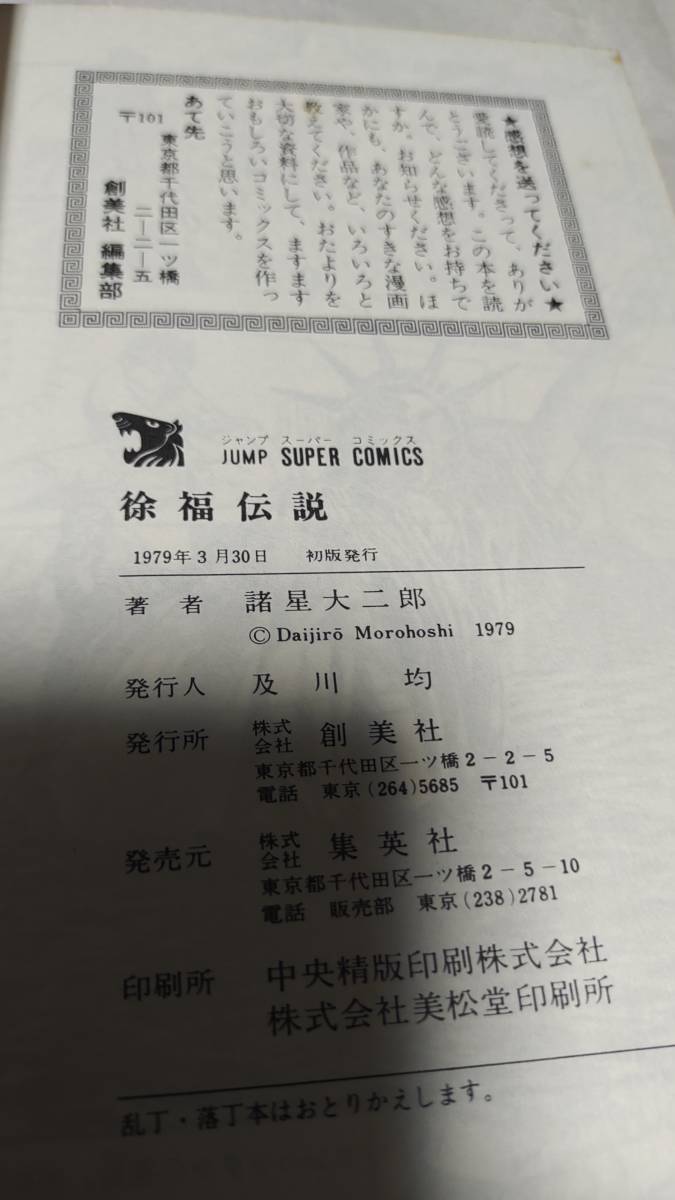 ★感想を送ってください★
愛読してくださって、ありが
とうございます。この本を読
んで、どんな感想をお持ちで
すか。お知らせください。ほ
かにも、あなたのすきな漫画
家や、作品など、いろいろと
教えてください。おたよりを
大切な資料にして、ますます
おもしろいコミックスを作っ
ていこうと思います。
あて先
〒101
東京都千代田区一ツ橋
二－二－五
創美社 編集部
ジャンプ スーパー コミックス
JUMP SUPER COMICS
徐福伝説
1979年3月30日 初版発行
著者 諸星大二郎
© Daijirō Morohoshi 1979
発行人 及川 均
発行所 株式会社 創美社
東京都千代田区一ツ橋2－2－5
電話 東京(264)5685 〒101
発売元 株式会社 集英社
東京都千代田区一ツ橋2－5－10
電話 販売部 東京(238)2781
印刷所 中央精版印刷株式会社
株式会社美松堂印刷所
乱丁・落丁本はおとりかえします。